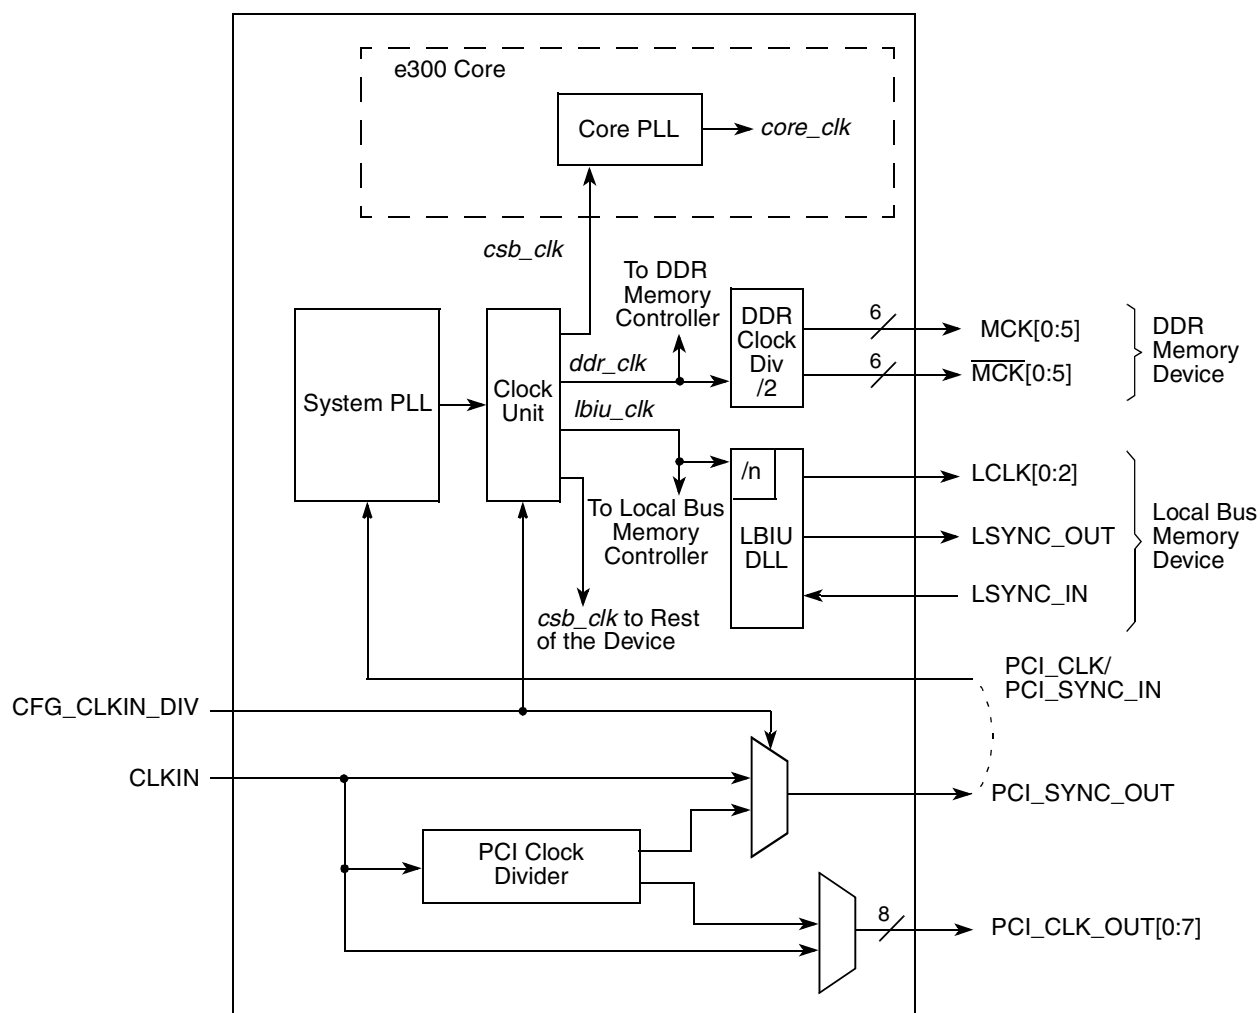 e300 Core
Core PLL
core_clk
csb_clk
To DDR
Memory
Controller
DDR
Clock
Div
/2
6
MCK[0:5]
6
M̅C̅K̅[0:5]
DDR
Memory
Device
System PLL
Clock
Unit
ddr_clk
lbiu_clk
/n
LBIU
DLL
To Local Bus
Memory
Controller
LCLK[0:2]
LSYNC_OUT
LSYNC_IN
Local Bus
Memory
Device
csb_clk to Rest
of the Device
PCI_CLK/
PCI_SYNC_IN
CFG_CLKIN_DIV
CLKIN
PCI_SYNC_OUT
PCI Clock
Divider
8
PCI_CLK_OUT[0:7]